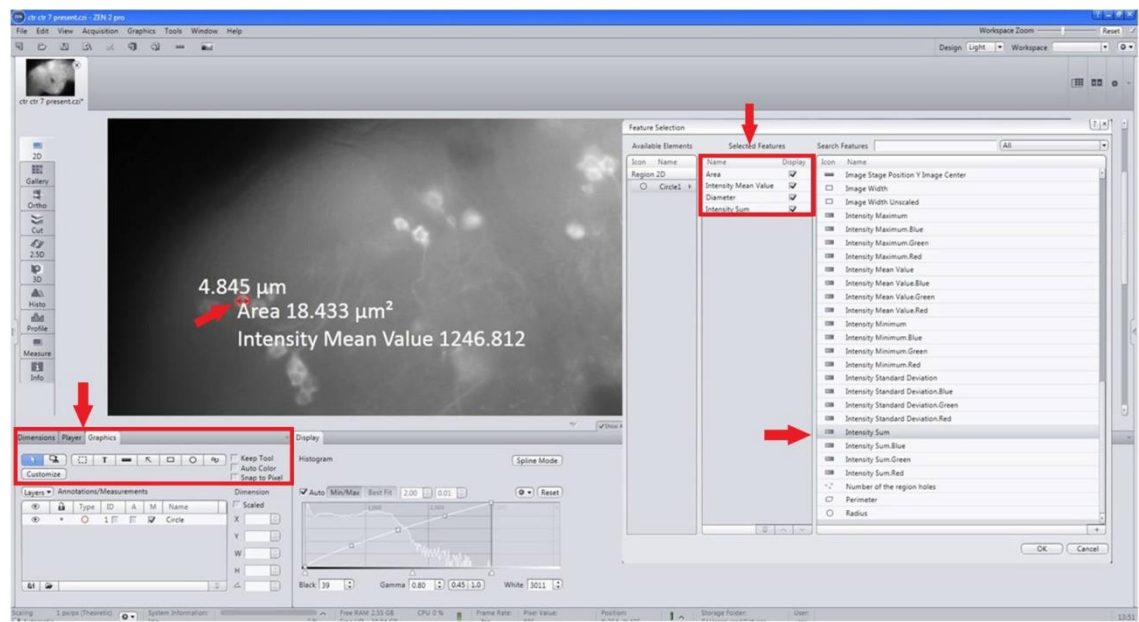 ctr ctr 7 present.czi - ZEN 2 pro
File Edit View Acquisition Graphics Tools Window Help
Workspace Zoom Reset
Design Light Workspace
ctr ctr 7 present.czi*
2D
Gallery
Ortho
Cut
2.5D
3D
Histo
Profile
Measure
Info
4.845 µm
Area 18.433 µm²
Intensity Mean Value 1246.812
Feature Selection
Available Elements Selected Features Search Features (All
Icon Name
Region 2D
Circle1
Name Display
Area
Intensity Mean Value
Diameter
Intensity Sum
Icon Name
Image Stage Position Y Image Center
Image Width
Image Width Unscaled
Intensity Maximum
Intensity Maximum.Blue
Intensity Maximum.Green
Intensity Maximum.Red
Intensity Mean Value
Intensity Mean Value.Blue
Intensity Mean Value.Green
Intensity Mean Value.Red
Intensity Minimum
Intensity Minimum.Blue
Intensity Minimum.Green
Intensity Minimum.Red
Intensity Standard Deviation
Intensity Standard Deviation.Blue
Intensity Standard Deviation.Green
Intensity Standard Deviation.Red
Intensity Sum
Intensity Sum.Blue
Intensity Sum.Green
Intensity Sum.Red
Number of the region holes
Perimeter
Radius
OK Cancel
Dimensions Player Graphics
T
Keep Tool
Auto Color
Snap to Pixel
Customize
Layers Annotations/Measurements
Type ID A M Name
1 Circle
Dimension
Scaled
X
Y
W
H
Display
Show
Histogram Spline Mode
Auto Min/Max Best Fit 2.00 0.01 Reset
1,000 2,000
Black 39 Gamma 0.80 0.45 1.0 White 3011
Scaling: 1 px/px (Theoretic) System Information: Free RAM 2.55 GB CPU 0 % Frame Rate: Pixel Value: Position: Storage Folder: User: 13:51